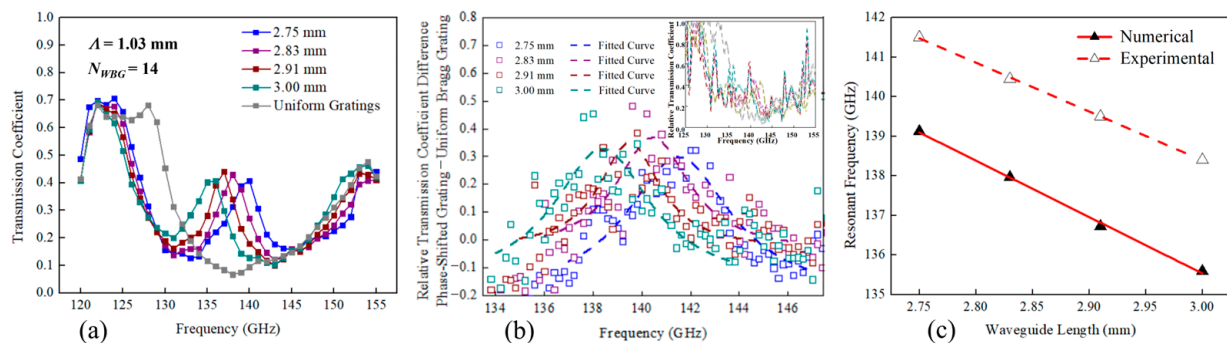 0.8
0.7
0.6
0.5
0.4
0.3
0.2
0.1
0.0
Transmission Coefficient
Λ = 1.03 mm
N_WBG = 14
2.75 mm
2.83 mm
2.91 mm
3.00 mm
Uniform Gratings
120 125 130 135 140 145 150 155
(a)
Frequency (GHz)
Relative Transmission Coefficient Difference
Phase-Shifted Grating – Uniform Bragg Grating
1.0
0.8
0.6
0.4
0.2
0.0
−0.1
−0.2
2.75 mm Fitted Curve
2.83 mm Fitted Curve
2.91 mm Fitted Curve
3.00 mm Fitted Curve
Relative Transmission
Coefficient
1.0
0.8
0.6
0.4
0.2
0.0
125 130 135 140 145 150 155
Frequency (GHz)
134 136 138 140 142 144 146
(b)
Frequency (GHz)
142
141
140
139
138
137
136
135
Resonant Frequency (GHz)
Numerical
Experimental
2.75 2.80 2.85 2.90 2.95 3.00
Waveguide Length (mm)
(c)